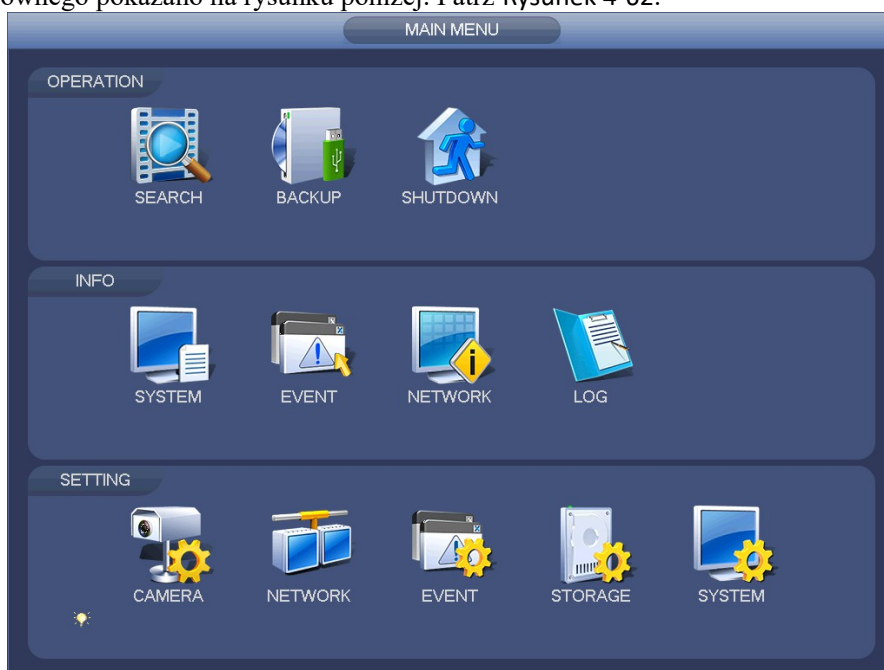 ównego pokazano na rysunku poniżej. Patrz Rysunek 4-62.
MAIN MENU
OPERATION
SEARCH BACKUP SHUTDOWN
INFO
SYSTEM EVENT NETWORK LOG
SETTING
CAMERA NETWORK EVENT STORAGE SYSTEM